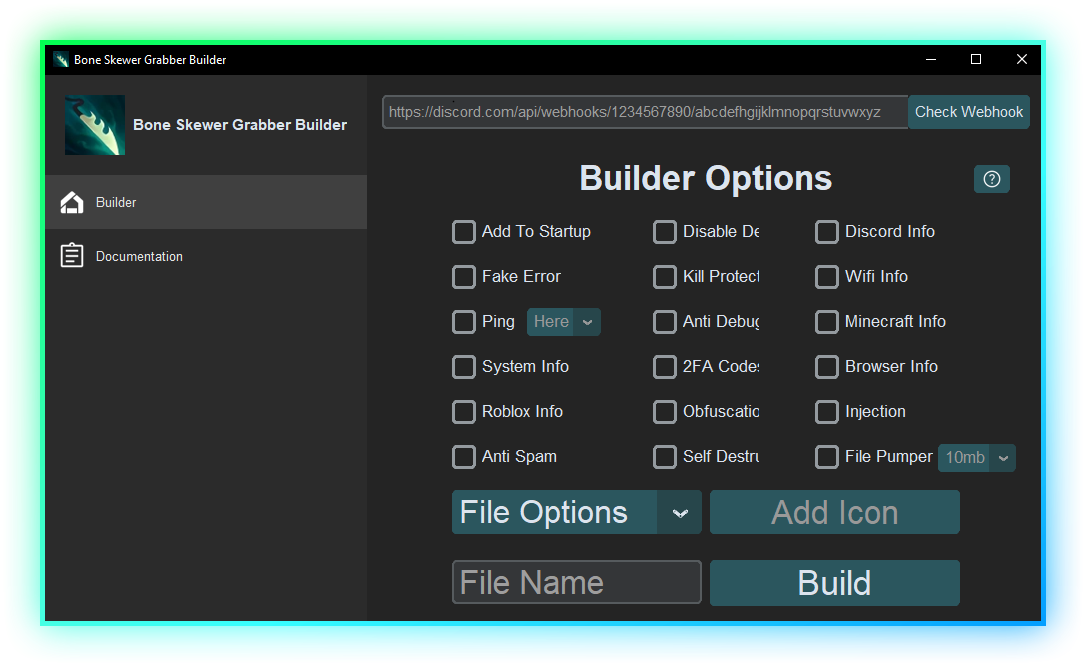 Bone Skewer Grabber Builder
Bone Skewer Grabber Builder
Builder
Documentation
https://discord.com/api/webhooks/1234567890/abcdefhgijklmnopqrstuvwxyz
Check Webhook
Builder Options
Add To Startup
Disable De
Discord Info
Fake Error
Kill Protect
Wifi Info
Ping
Here
Anti Debug
Minecraft Info
System Info
2FA Codes
Browser Info
Roblox Info
Obfuscatio
Injection
Anti Spam
Self Destru
File Pumper
10mb
File Options
Add Icon
File Name
Build